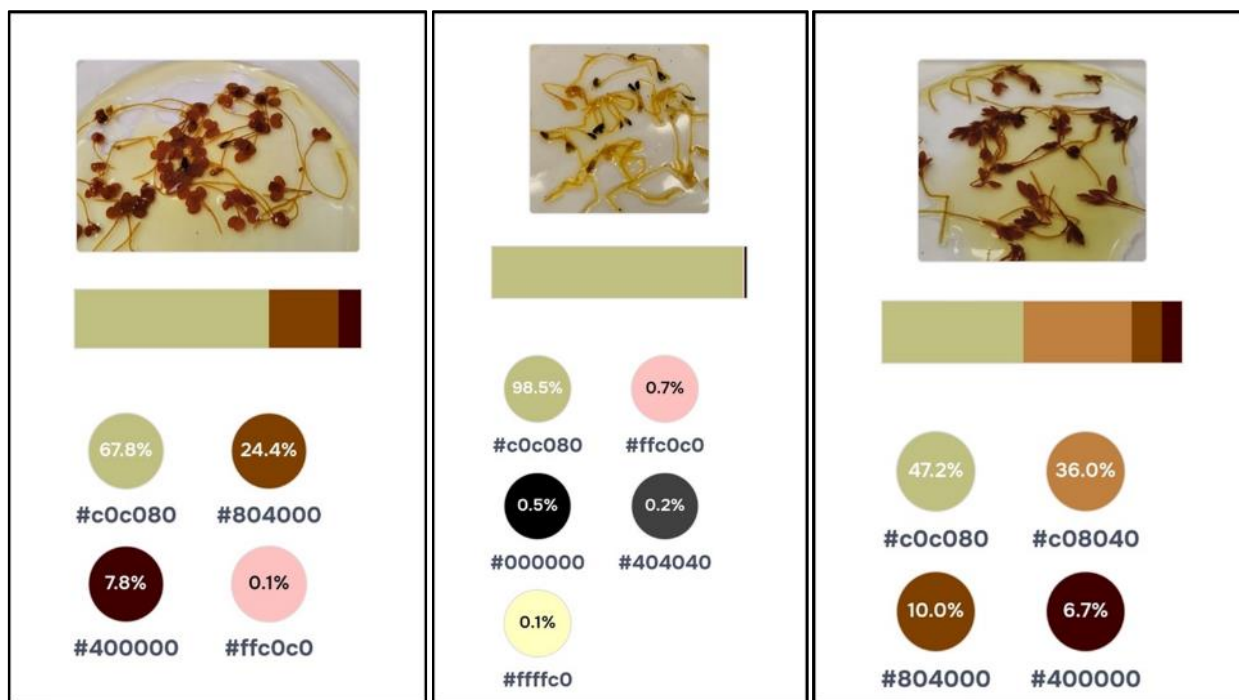 67.8% 24.4%
#c0c080 #804000
7.8% 0.1%
#400000 #ffc0c0
98.5% 0.7%
#c0c080 #ffc0c0
0.5% 0.2%
#000000 #404040
0.1%
#ffffc0
47.2% 36.0%
#c0c080 #c08040
10.0% 6.7%
#804000 #400000